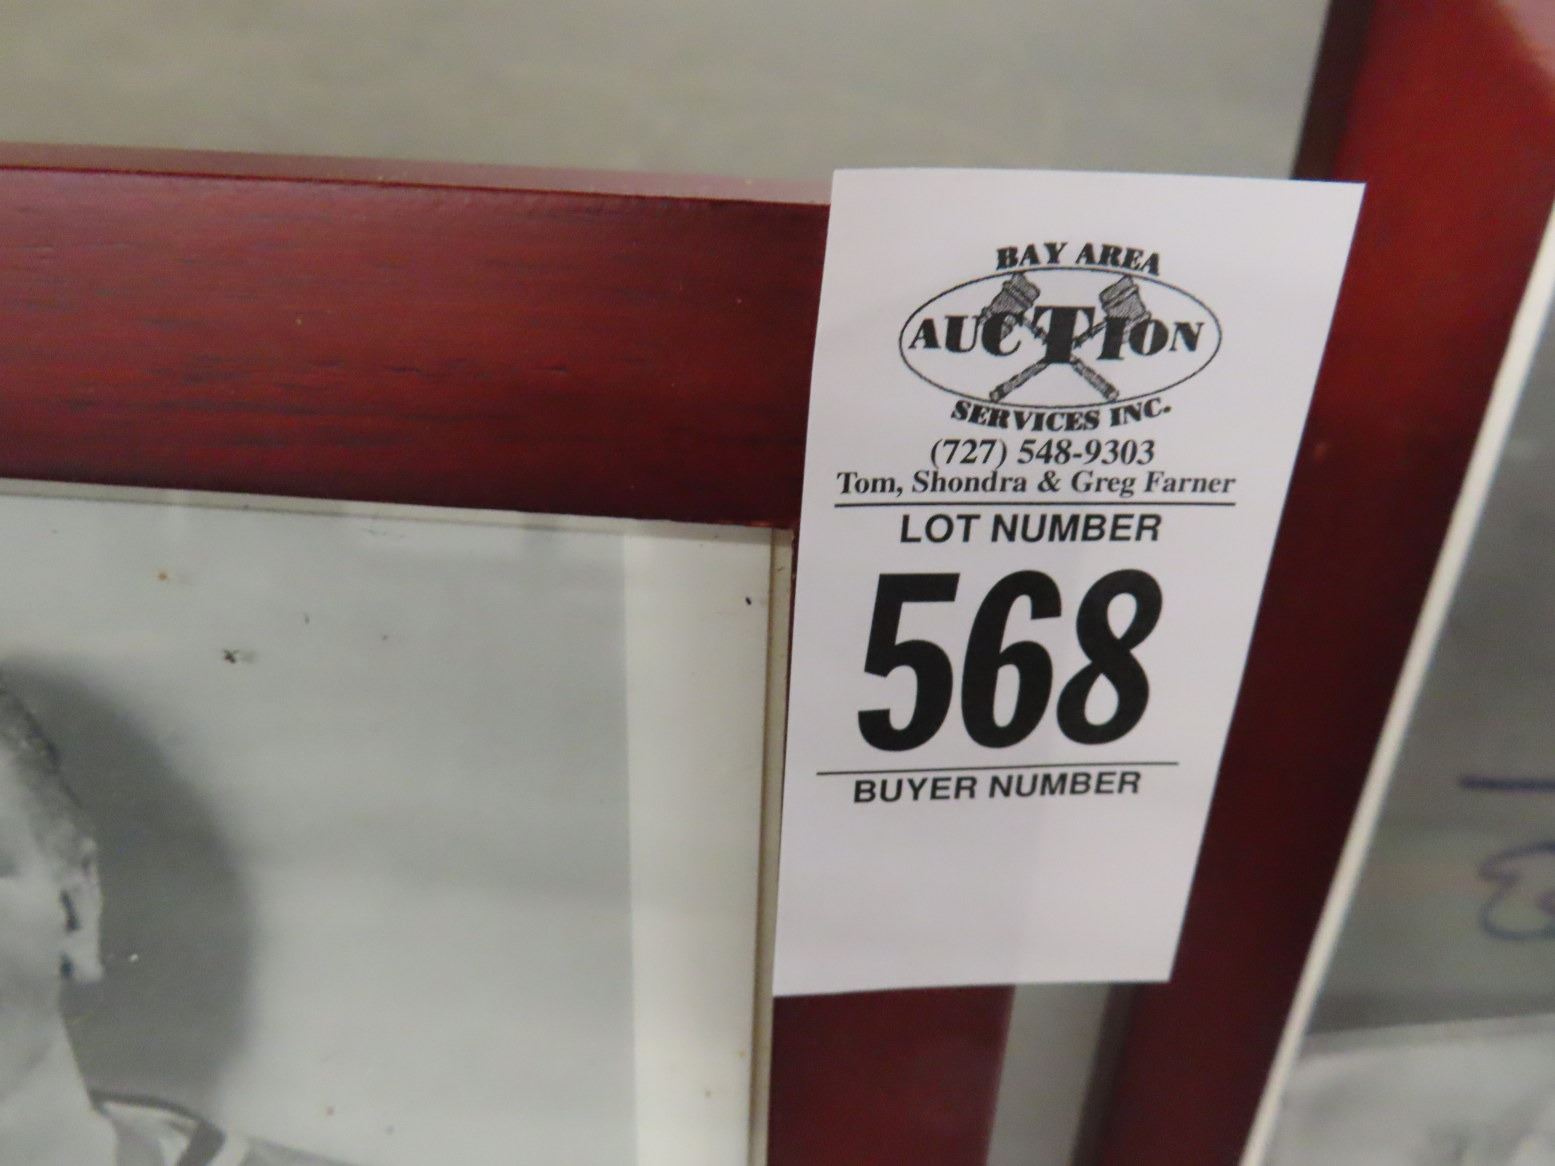 BAY AREA
AUCTION
SERVICES INC.
(727) 548-9303
Tom, Shondra & Greg Farner
LOT NUMBER
568
BUYER NUMBER